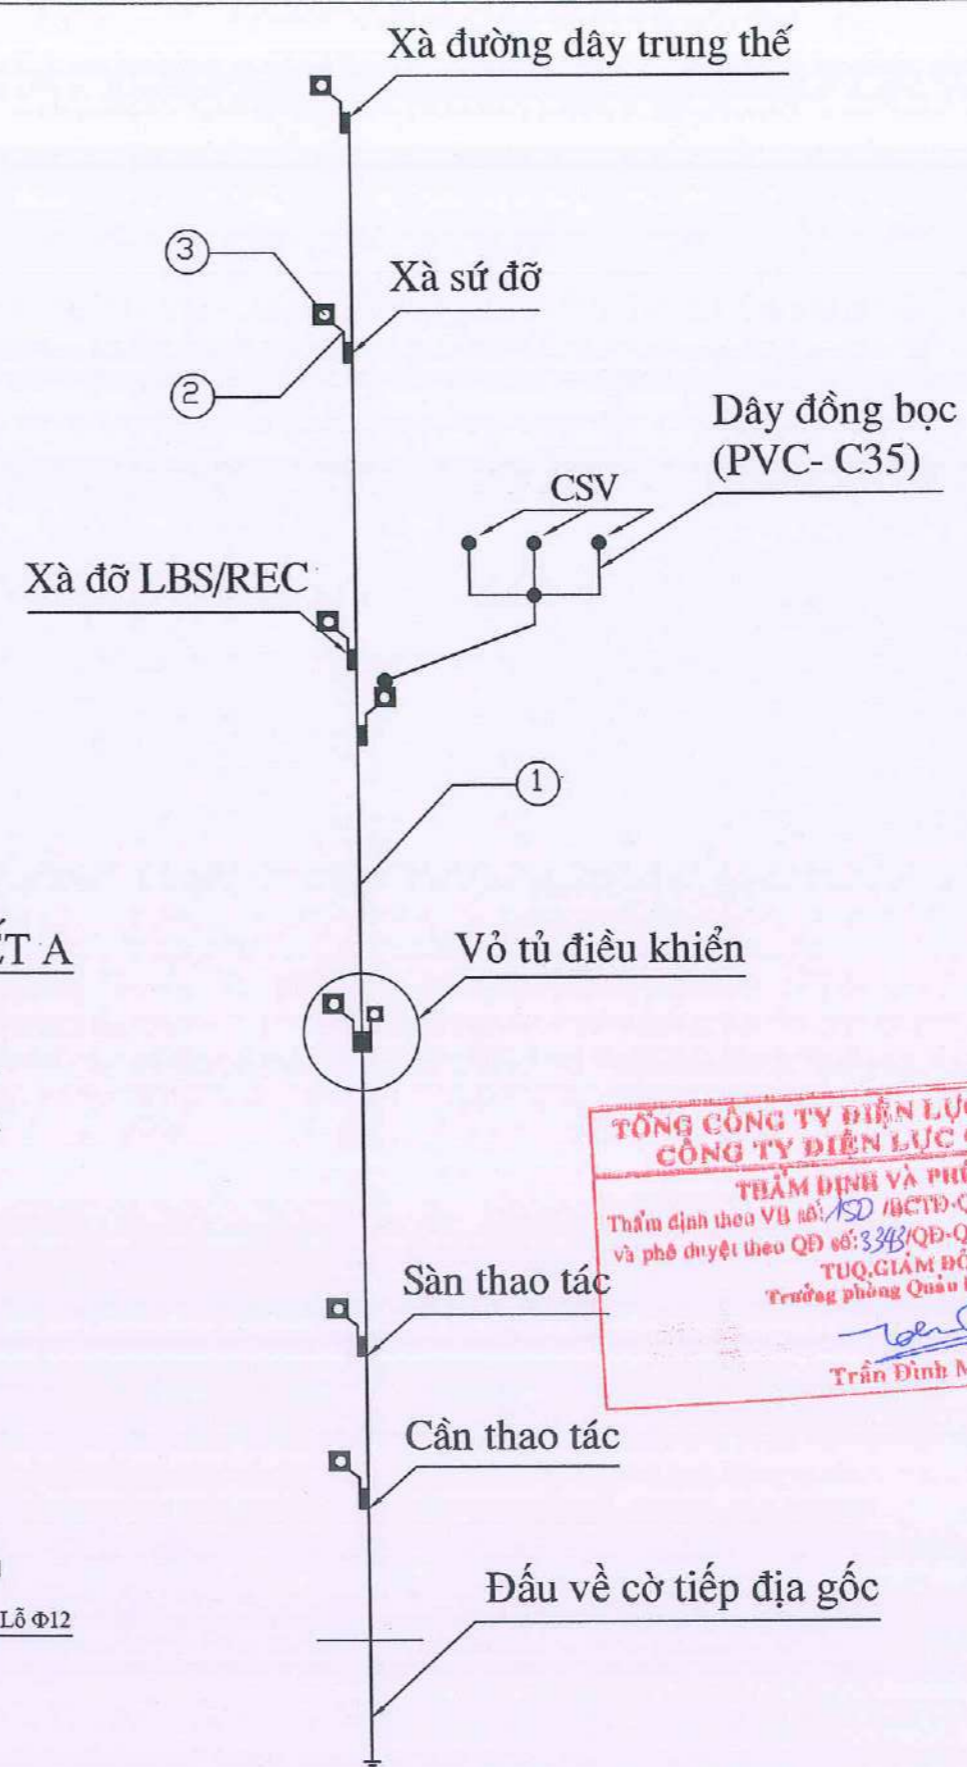 Xà đường dây trung thế
3
Xà sứ đỡ
2
Dây đồng bọc
(PVC- C35)
CSV
Xà đỡ LBS/REC
1
ẾT A
Vỏ tủ điều khiển
TỔNG CÔNG TY ĐIỆN LỰC
CÔNG TY ĐIỆN LỰC
THẨM ĐỊNH VÀ PH
Thẩm định theo VB số: 150 /BCTĐ-Q
và phê duyệt theo QĐ số: 3343/QĐ-Q
TUQ.GIÁM ĐỐ
Trưởng phòng Quản
Trần Đình M
Sàn thao tác
Cần thao tác
Đấu về cờ tiếp địa gốc
Lỗ Φ12